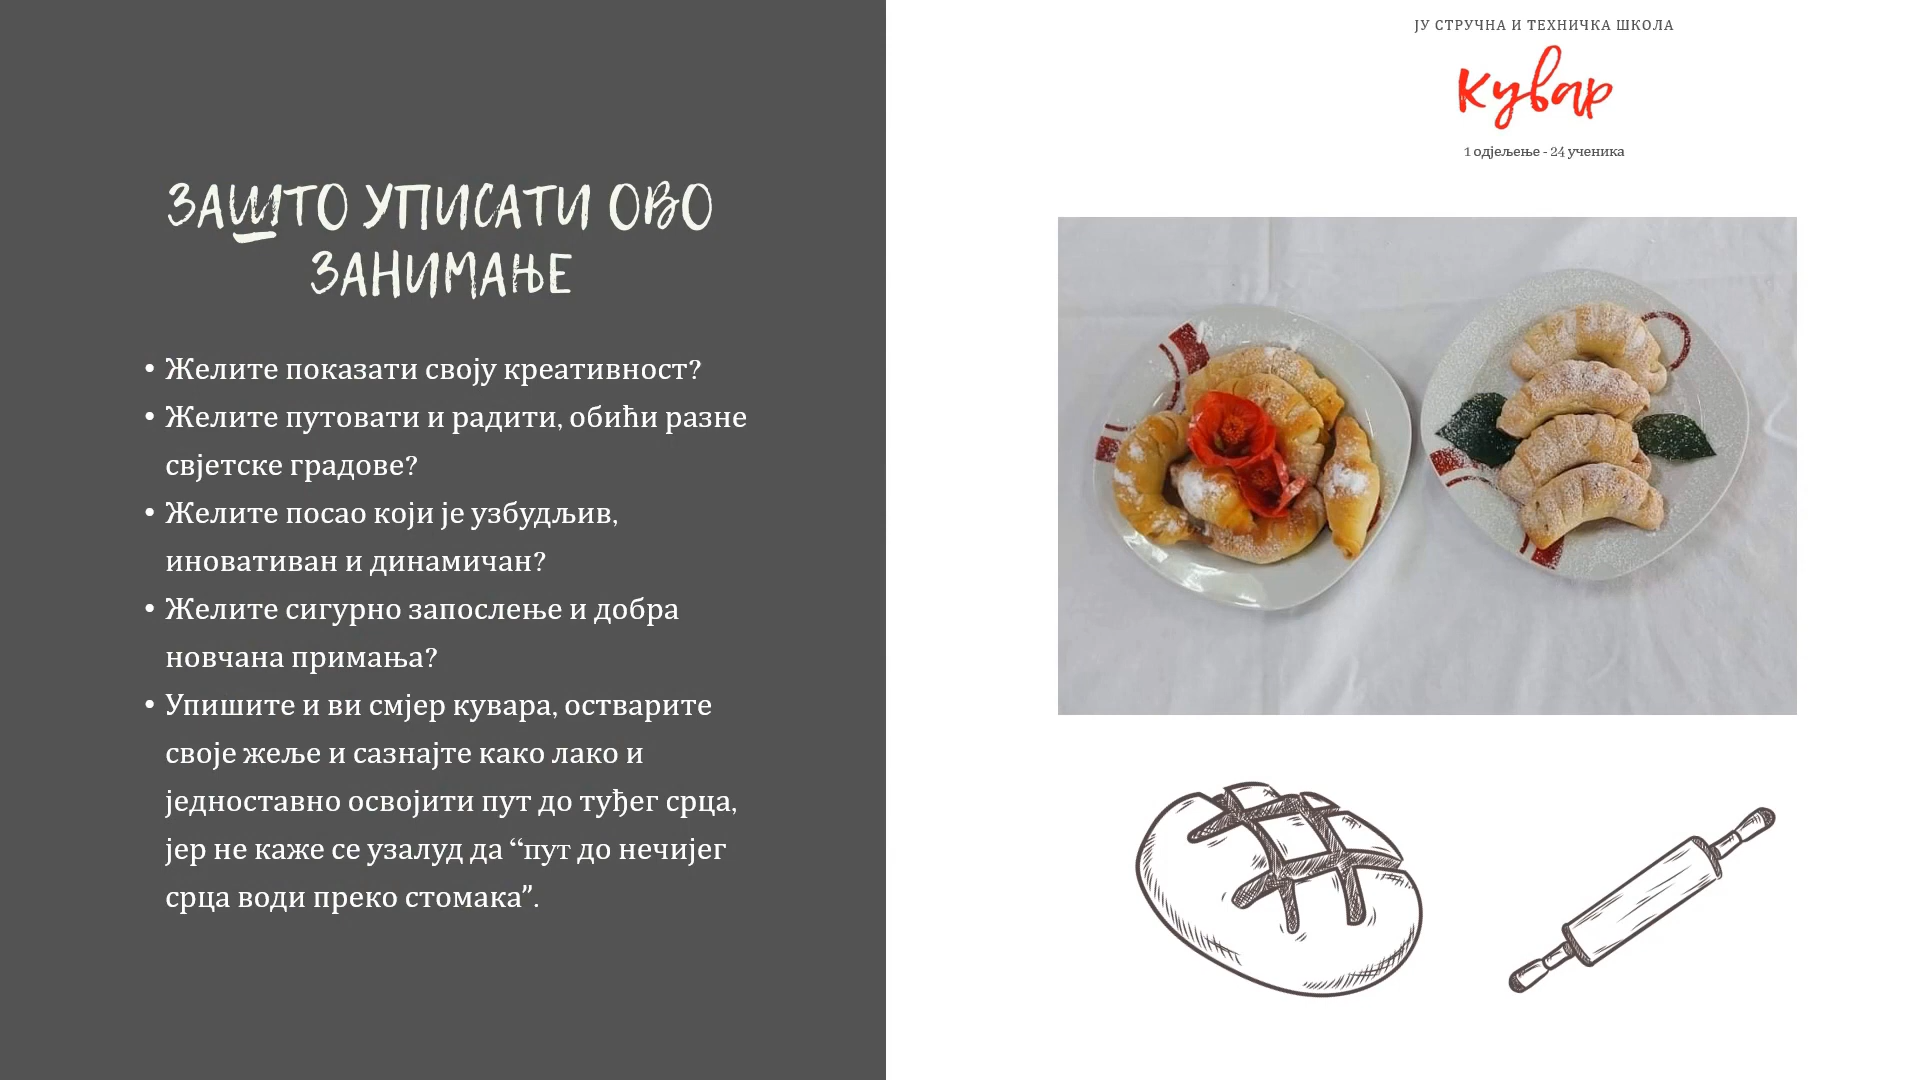 ЗАШТО УПИСАТИ ОВО
ЗАНИМАЊЕ
• Желите показати своју креативност?
• Желите путовати и радити, обићи разне
свјетске градове?
• Желите посао који је узбудљив,
иновативан и динамичан?
• Желите сигурно запослење и добра
новчана примања?
• Упишите и ви смјер кувара, остварите
своје жеље и сазнајте како лако и
једноставно освојити пут до туђег срца,
јер не каже се узалуд да “пут до нечијег
срца води преко стомака”.
ЈУ СТРУЧНА И ТЕХНИЧКА ШКОЛА
Кувар
1 одјељење - 24 ученика